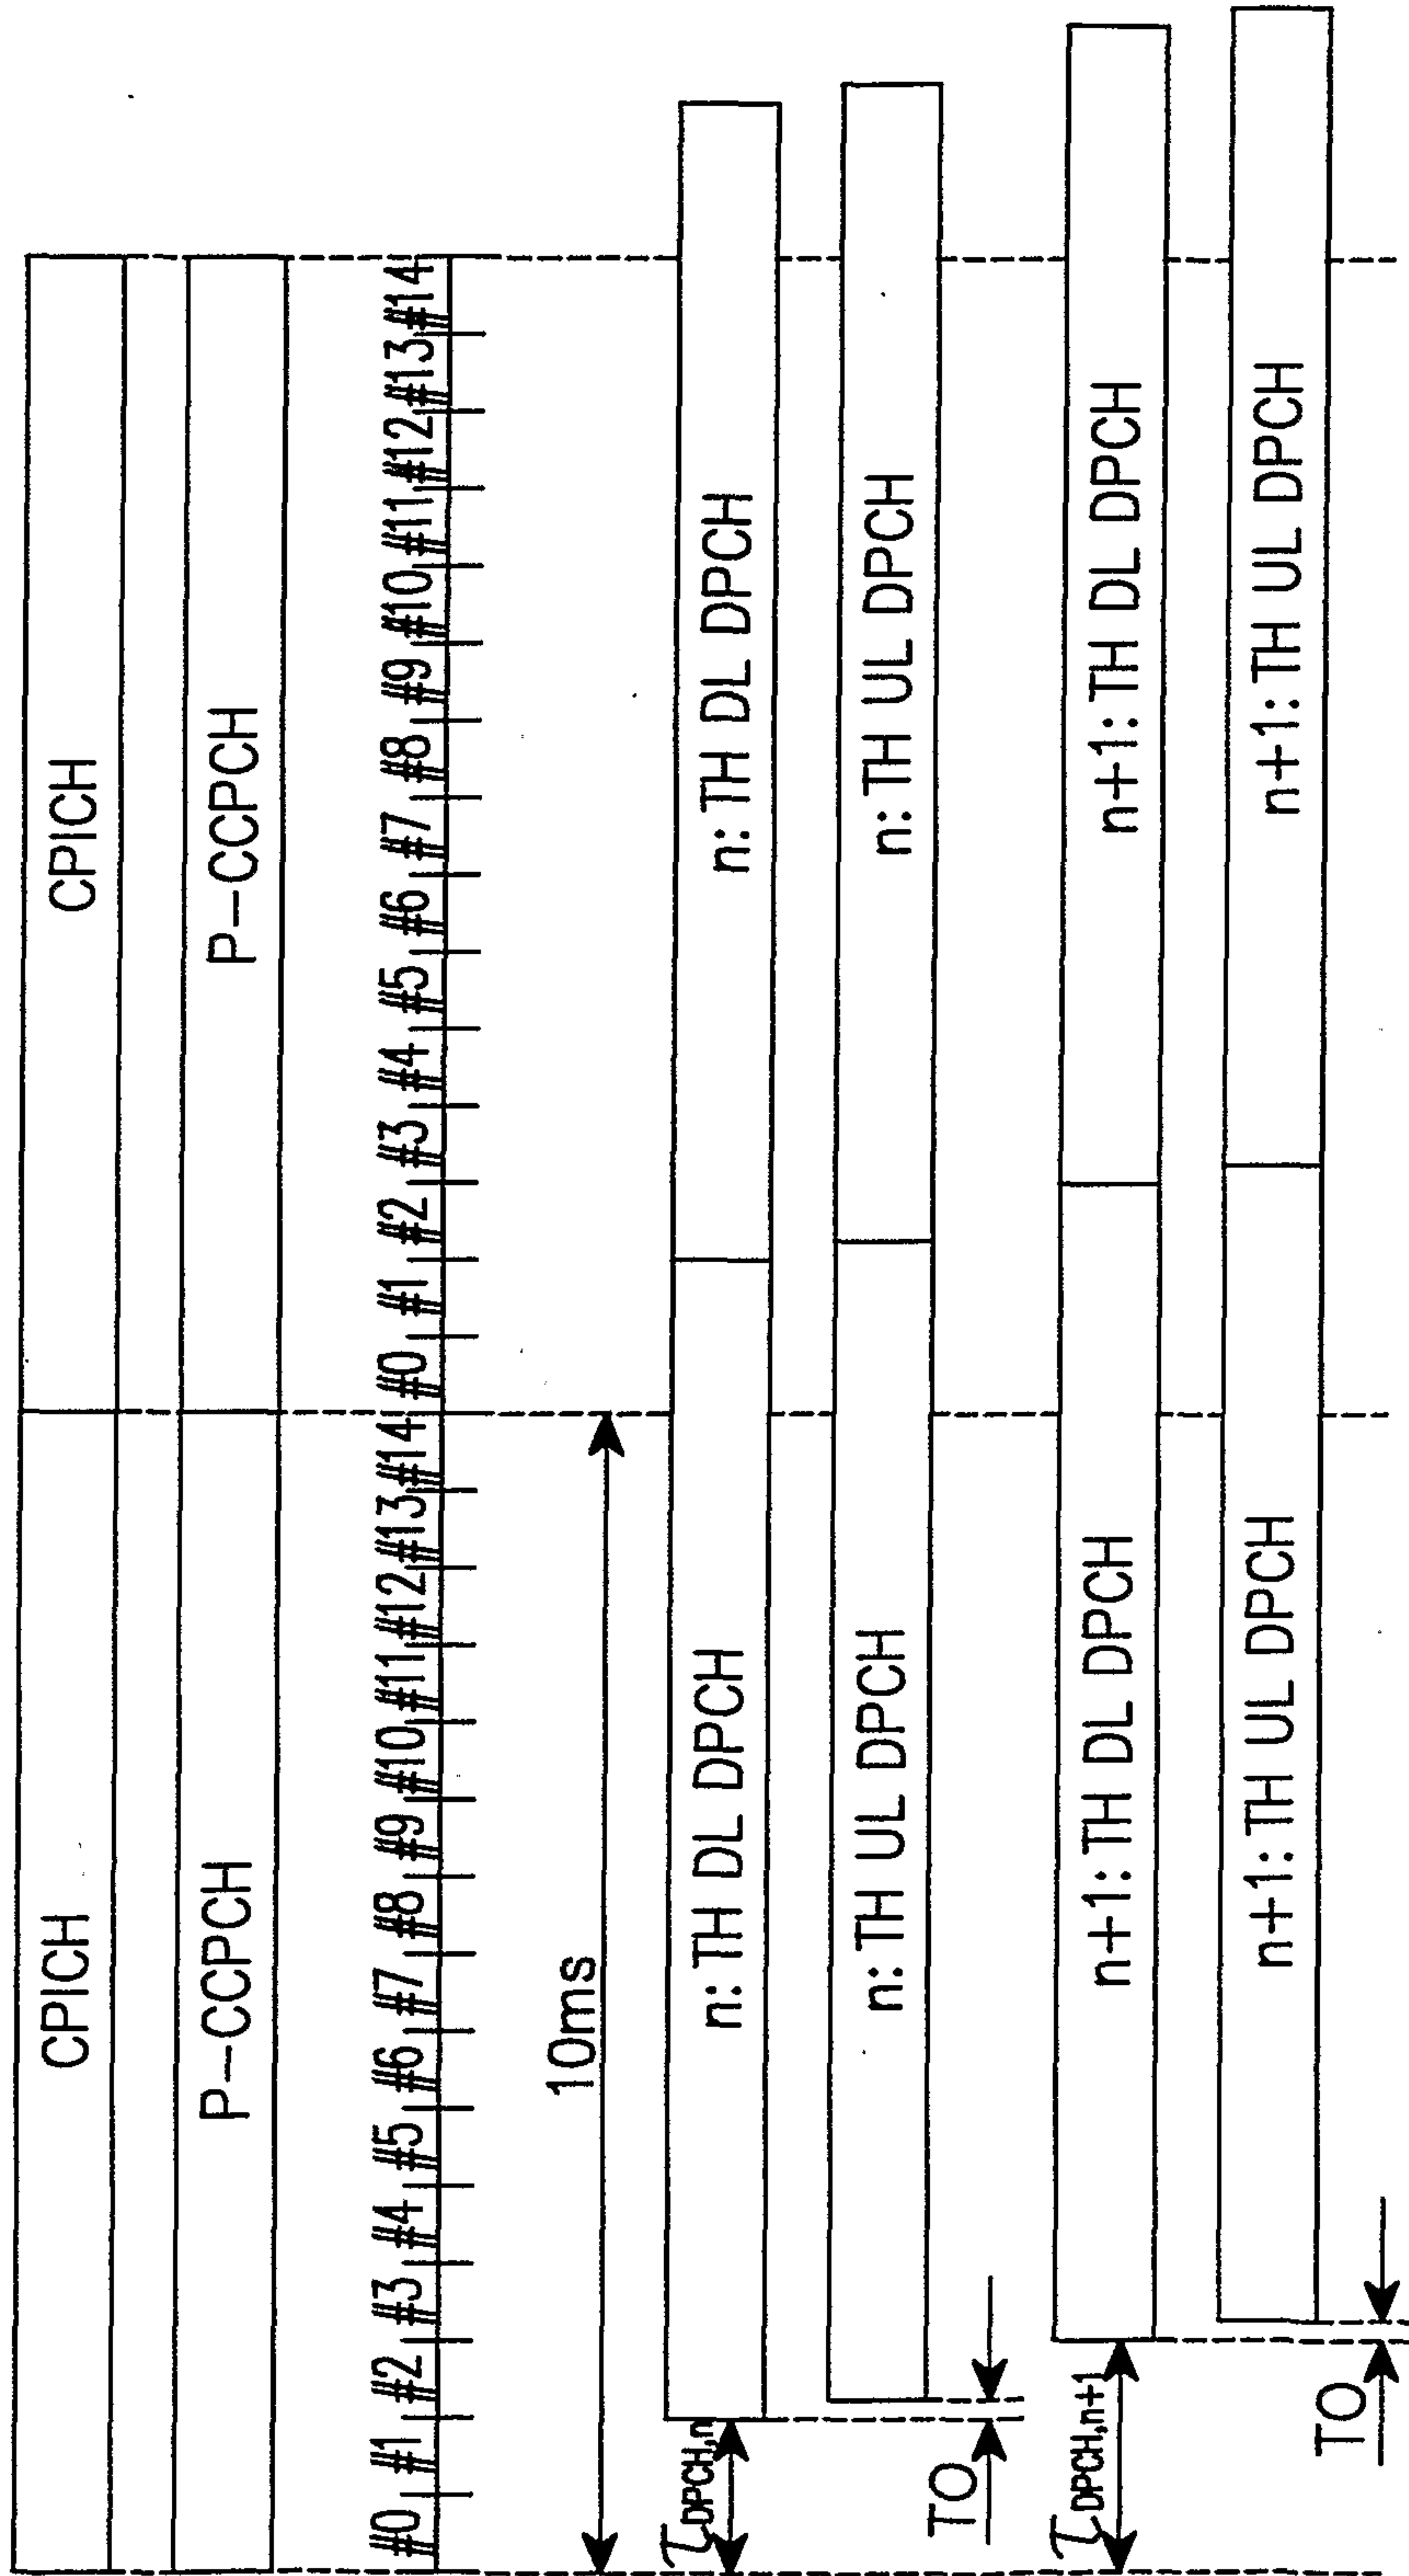 CPICH CPICH
P-CCPCH P-CCPCH
#0 #1 #2 #3 #4 #5 #6 #7 #8 #9 #10 #11 #12 #13 #14 #0 #1 #2 #3 #4 #5 #6 #7 #8 #9 #10 #11 #12 #13 #14
10ms
τDPCH,n
n: TH DL DPCH n: TH DL DPCH
n: TH UL DPCH n: TH UL DPCH
TO
τDPCH,n+1
n+1: TH DL DPCH n+1: TH DL DPCH
n+1: TH UL DPCH n+1: TH UL DPCH
TO